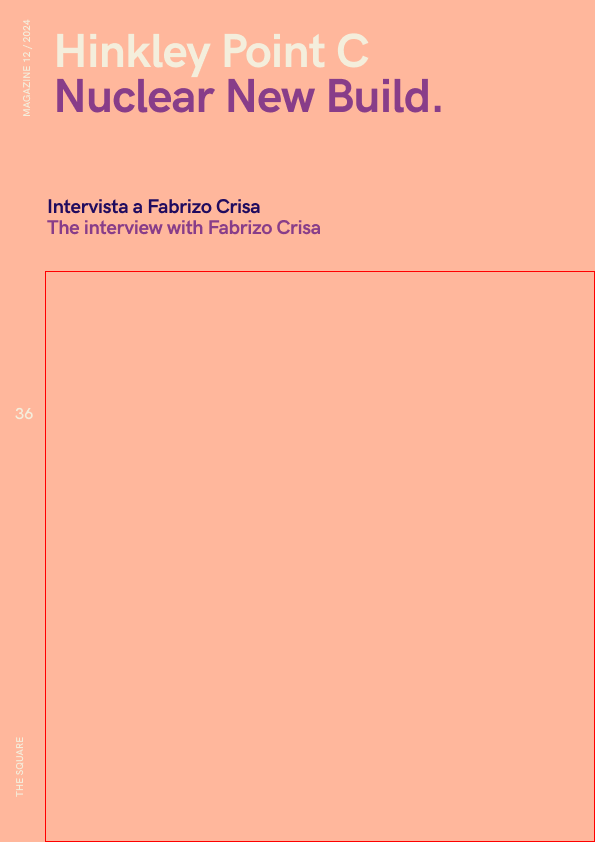 MAGAZINE 12 / 2024
Hinkley Point C
Nuclear New Build.
Intervista a Fabrizo Crisa
The interview with Fabrizo Crisa
36
THE SQUARE